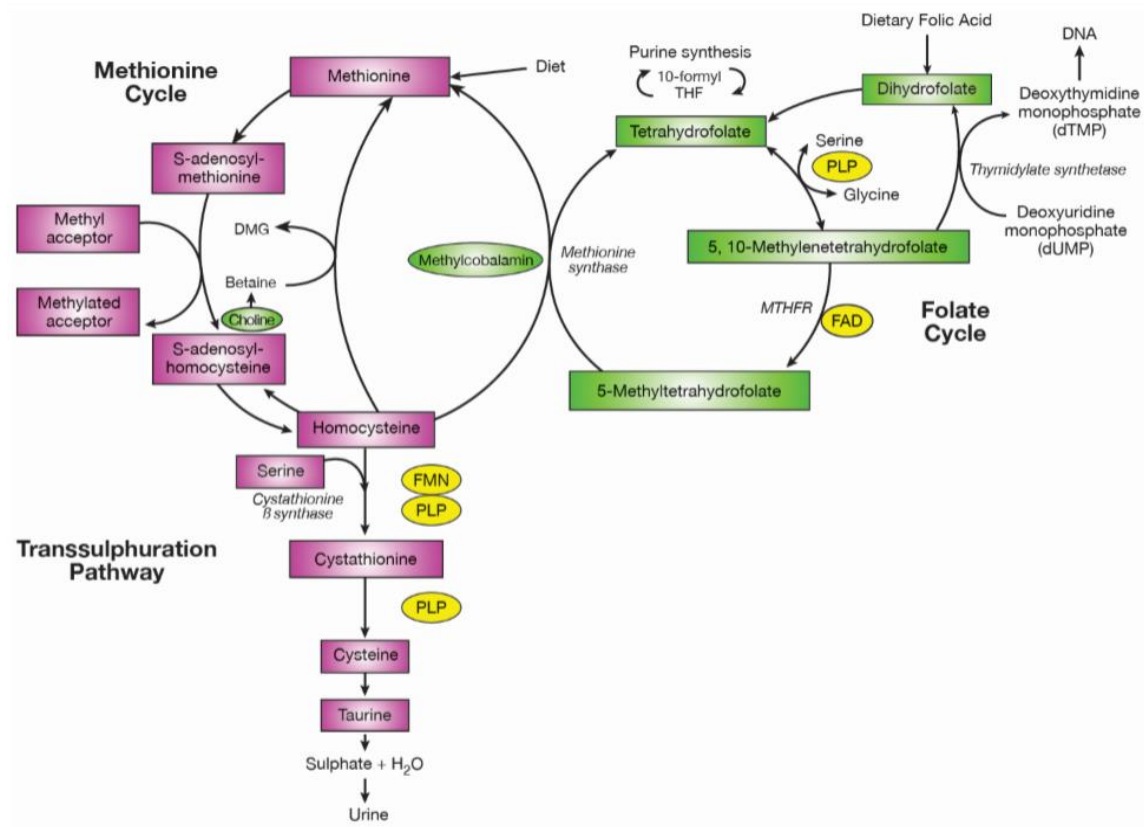 Methionine
Cycle
Methionine
Diet
S-adenosyl-
methionine
Methyl
acceptor
DMG
Betaine
Choline
Methylated
acceptor
S-adenosyl-
homocysteine
Homocysteine
Methylcobalamin
Methionine
synthase
Purine synthesis
10-formyl
THF
Tetrahydrofolate
Dietary Folic Acid
Dihydrofolate
DNA
Deoxythymidine
monophosphate
(dTMP)
Serine
PLP
Glycine
Thymidylate synthetase
5, 10-Methylenetetrahydrofolate
Deoxyuridine
monophosphate
(dUMP)
MTHFR
FAD
Folate
Cycle
5-Methyltetrahydrofolate
Serine
Cystathionine
ß synthase
FMN
PLP
Transsulphuration
Pathway
Cystathionine
PLP
Cysteine
Taurine
Sulphate + H₂O
Urine